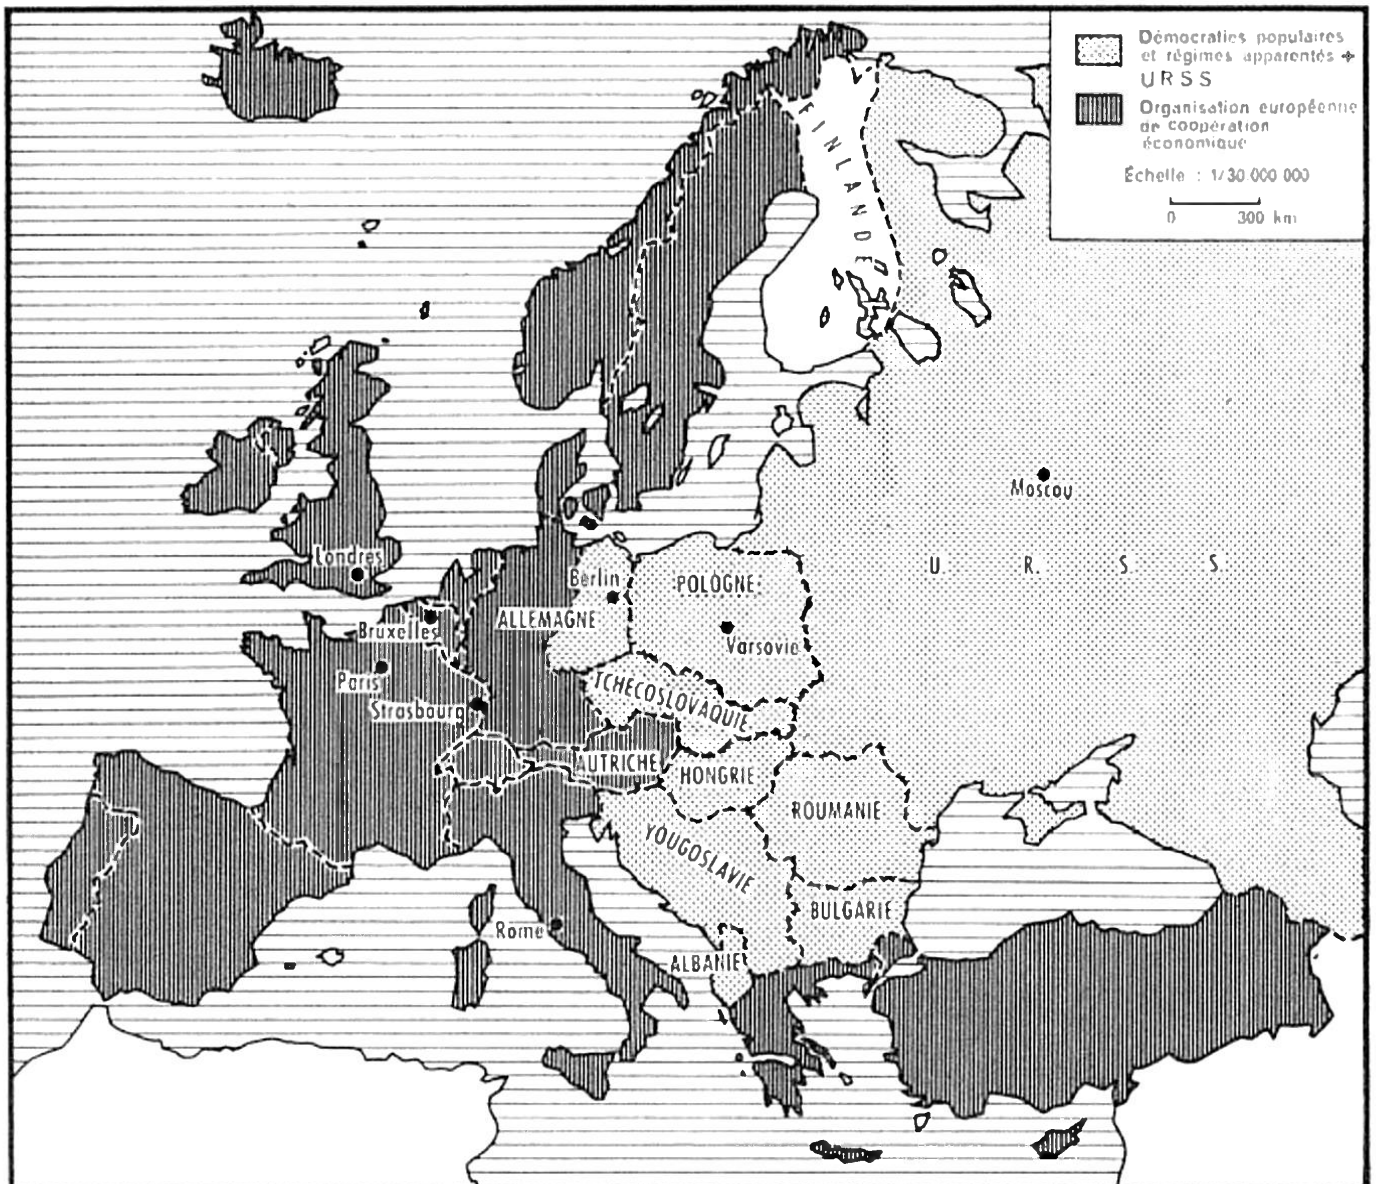 Démocraties populaires
et régimes apparentés +
URSS
Organisation européenne
de coopération
économique
Échelle : 1/30 000 000
0 300 km
FINLANDE
Moscou
U. R. S. S.
Londres
Berlin
POLOGNE
ALLEMAGNE
Bruxelles
Varsovie
Paris
TCHECOSLOVAQUIE
Strasbourg
AUTRICHE
HONGRIE
ROUMANIE
YOUGOSLAVIE
BULGARIE
Rome
ALBANIE